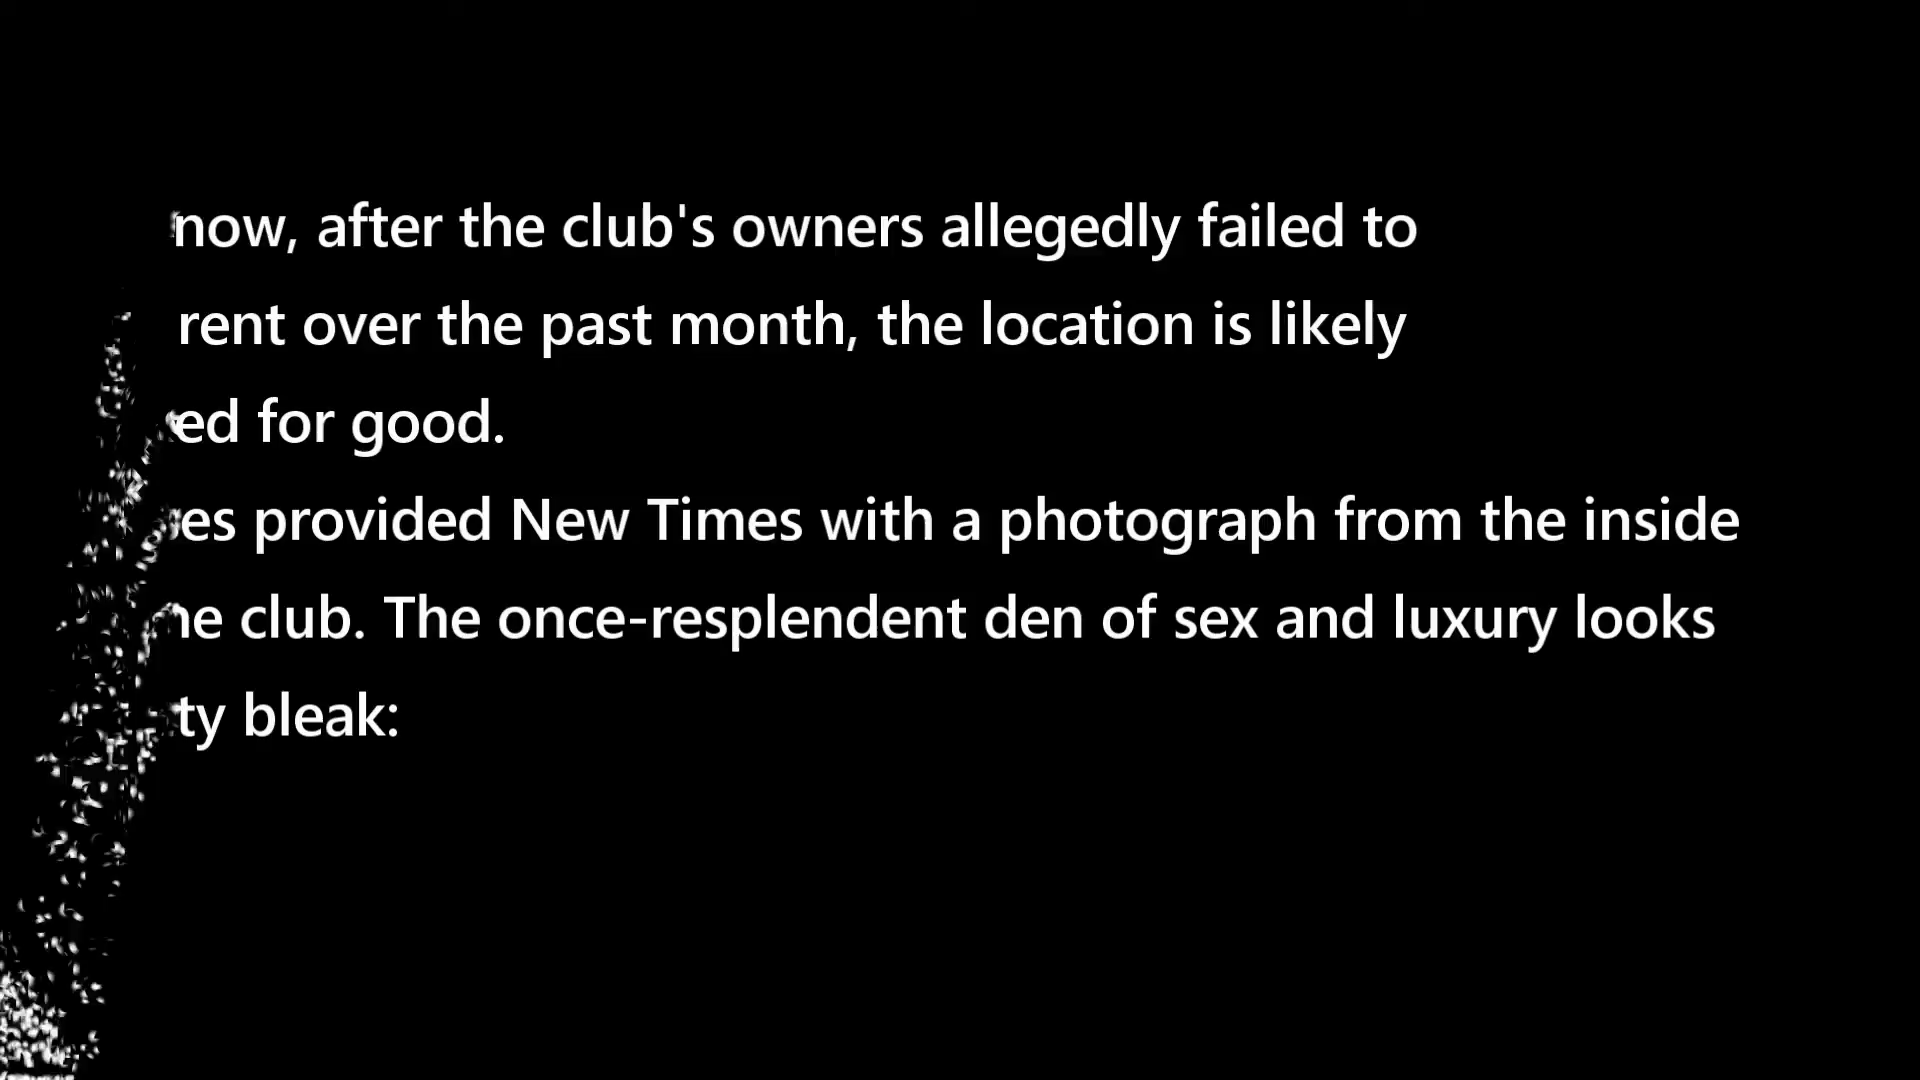 now, after the club's owners allegedly failed to
rent over the past month, the location is likely
ed for good.
es provided New Times with a photograph from the inside
he club. The once-resplendent den of sex and luxury looks
ty bleak: